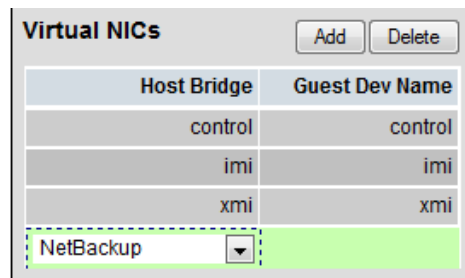 Virtual NICs Add Delete
Host Bridge Guest Dev Name
control control
imi imi
xmi xmi
NetBackup